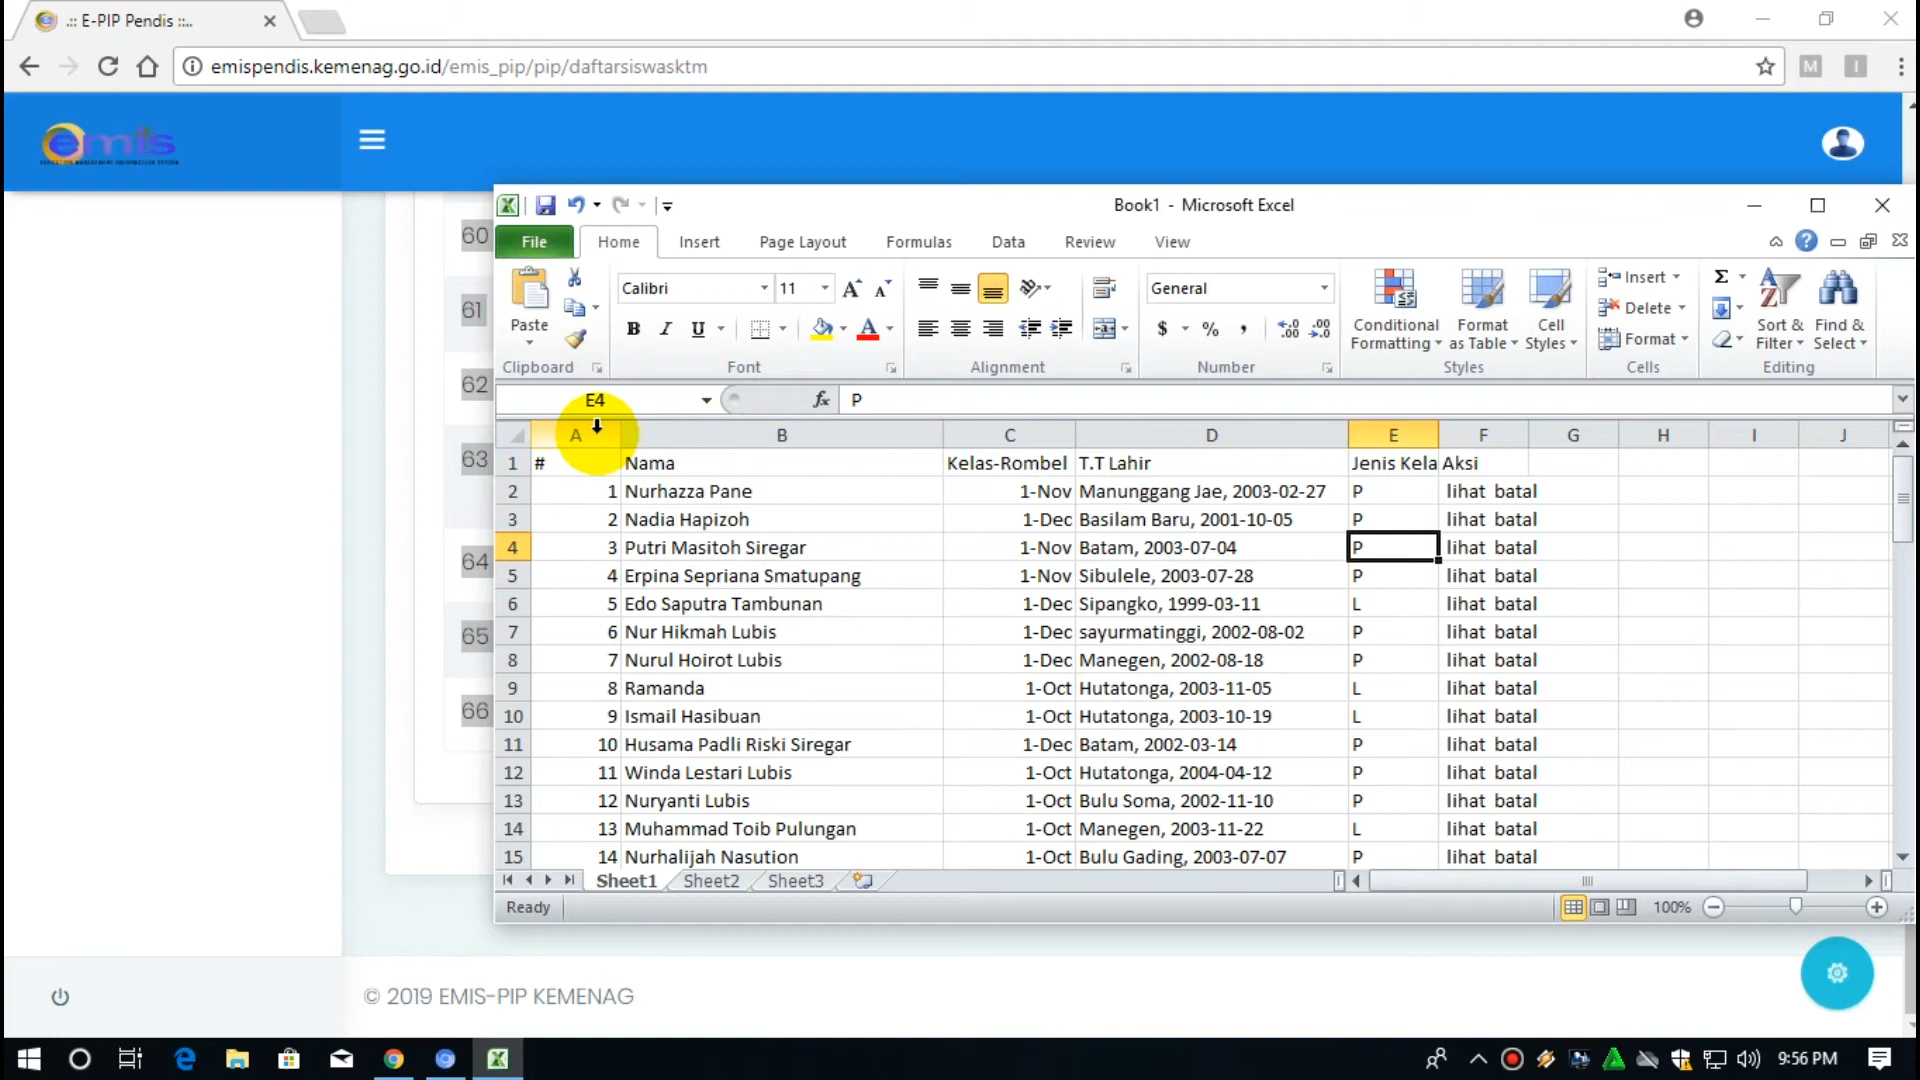 .:: E-PIP Pendis ::..
emispendis.kemenag.go.id/emis_pip/pip/daftarsiswasktm
M
I
emis
60
61
62
63
64
65
66
Book1 - Microsoft Excel
File Home Insert Page Layout Formulas Data Review View
Calibri 11 General
Paste
B I U
$ % ,
Conditional Formatting
Format as Table
Cell Styles
Insert
Delete
Format
Σ
Sort & Filter
Find & Select
Clipboard Font Alignment Number Styles Cells Editing
E4 fx P
A B C D E F G H I J
1 # Nama Kelas-Rombel T.T Lahir Jenis Kela Aksi
2 1 Nurhazza Pane 1-Nov Manunggang Jae, 2003-02-27 P lihat batal
3 2 Nadia Hapizoh 1-Dec Basilam Baru, 2001-10-05 P lihat batal
4 3 Putri Masitoh Siregar 1-Nov Batam, 2003-07-04 P lihat batal
5 4 Erpina Sepriana Smatupang 1-Nov Sibulele, 2003-07-28 P lihat batal
6 5 Edo Saputra Tambunan 1-Dec Sipangko, 1999-03-11 L lihat batal
7 6 Nur Hikmah Lubis 1-Dec sayurmatinggi, 2002-08-02 P lihat batal
8 7 Nurul Hoirot Lubis 1-Dec Manegen, 2002-08-18 P lihat batal
9 8 Ramanda 1-Oct Hutatonga, 2003-11-05 L lihat batal
10 9 Ismail Hasibuan 1-Oct Hutatonga, 2003-10-19 L lihat batal
11 10 Husama Padli Riski Siregar 1-Dec Batam, 2002-03-14 P lihat batal
12 11 Winda Lestari Lubis 1-Oct Hutatonga, 2004-04-12 P lihat batal
13 12 Nuryanti Lubis 1-Oct Bulu Soma, 2002-11-10 P lihat batal
14 13 Muhammad Toib Pulungan 1-Oct Manegen, 2003-11-22 L lihat batal
15 14 Nurhalijah Nasution 1-Oct Bulu Gading, 2003-07-07 P lihat batal
Sheet1 Sheet2 Sheet3
Ready 100%
© 2019 EMIS-PIP KEMENAG
9:56 PM